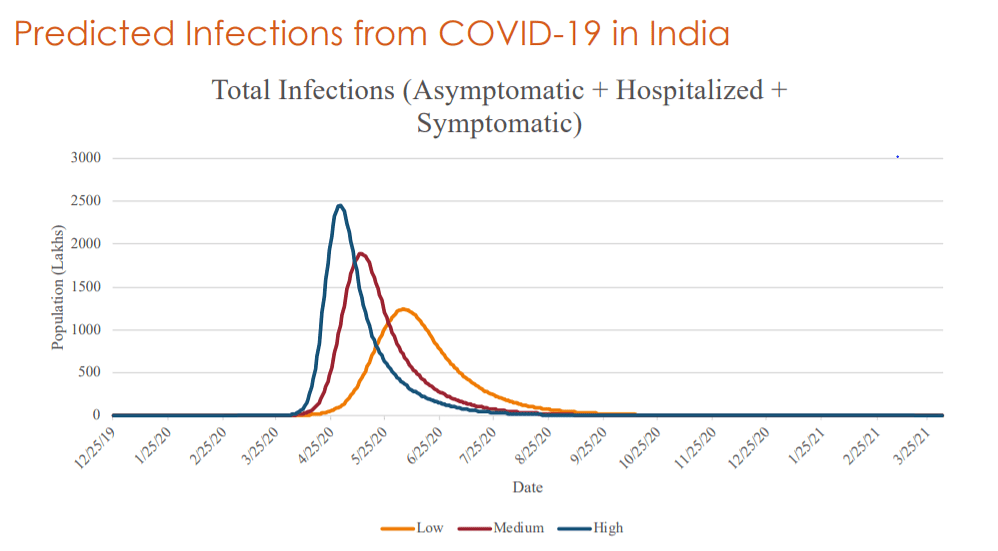 Predicted Infections from COVID-19 in India
Total Infections (Asymptomatic + Hospitalized +
Symptomatic)
3000
2500
2000
1500
1000
500
0
Population (Lakhs)
12/25/19
1/25/20
2/25/20
3/25/20
4/25/20
5/25/20
6/25/20
7/25/20
8/25/20
9/25/20
10/25/20
11/25/20
12/25/20
1/25/21
2/25/21
3/25/21
Date
Low
Medium
High